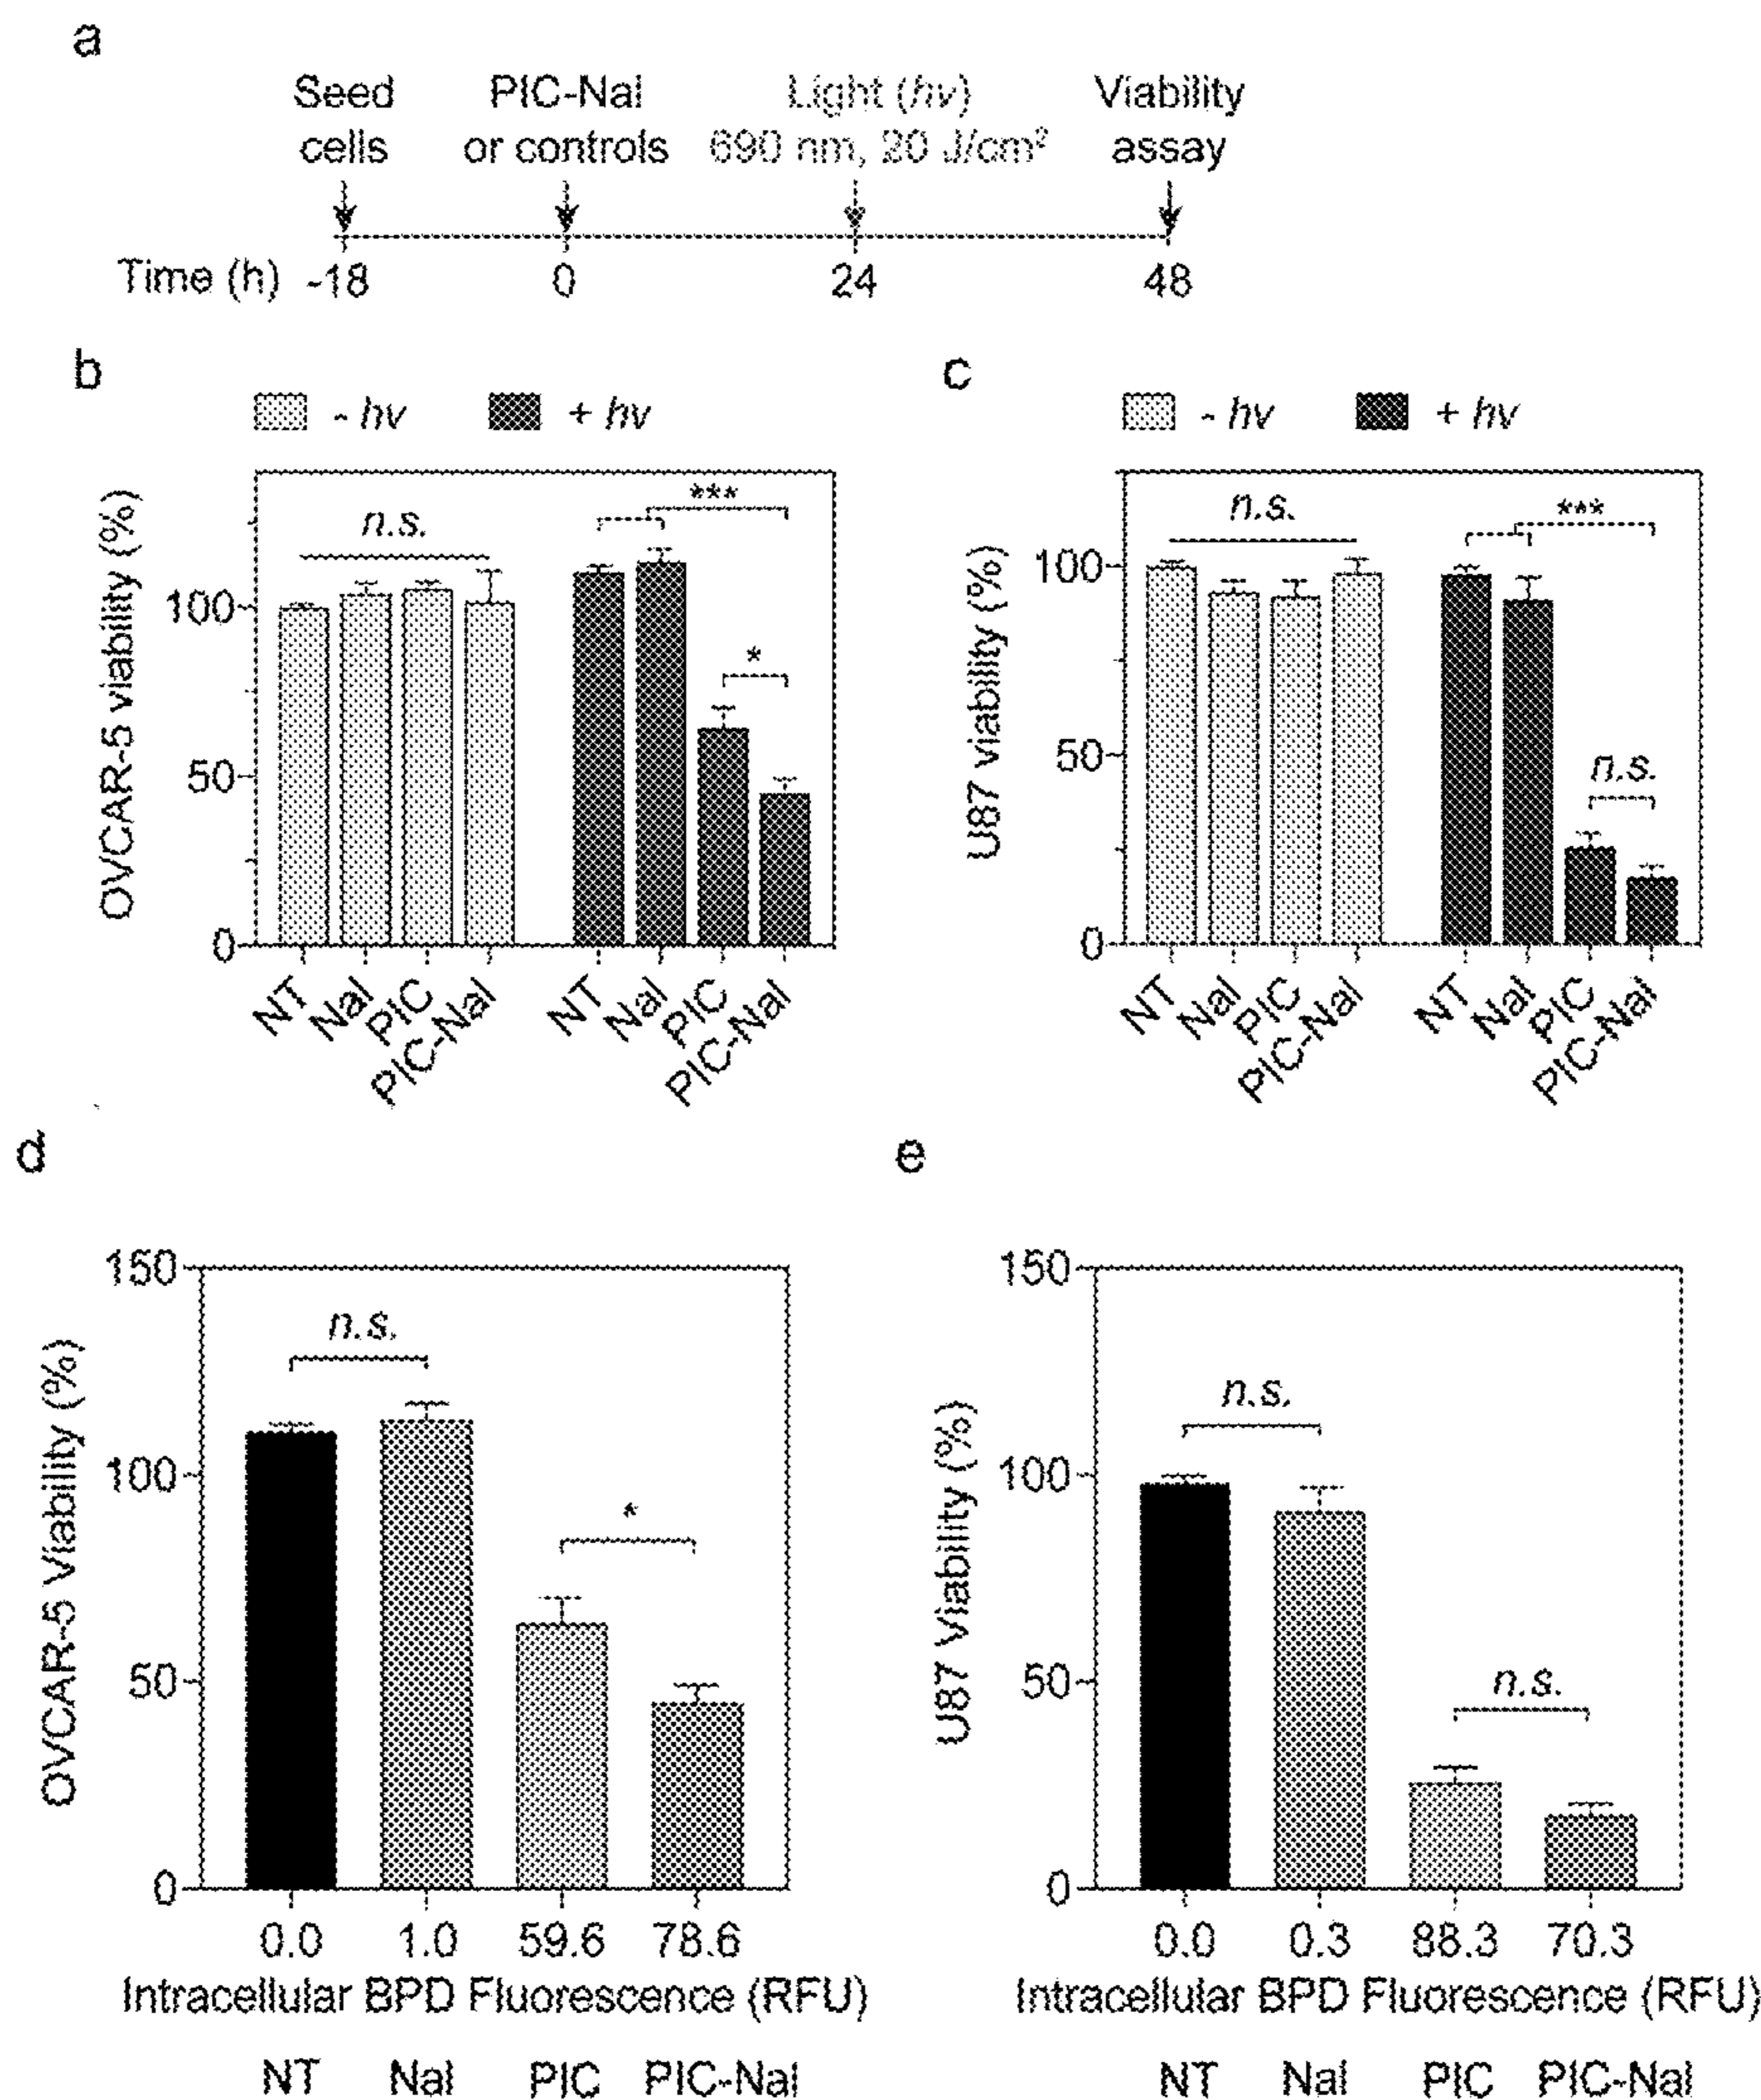 a
Seed cells
PIC-Nal or controls
Light (hv) 690 nm, 20 J/cm²
Viability assay
Time (h) -18 0 24 48
b
- hv + hv
OVCAR-5 viability (%)
100
50
0
n.s.
***
*
NT Nal PIC PIC-Nal NT Nal PIC PIC-Nal
c
- hv + hv
U87 viability (%)
100
50
0
n.s.
***
n.s.
NT Nal PIC PIC-Nal NT Nal PIC PIC-Nal
d
OVCAR-5 Viability (%)
150
100
50
0
n.s.
*
0.0 1.0 59.6 78.6
Intracellular BPD Fluorescence (RFU)
NT Nal PIC PIC-Nal
e
U87 Viability (%)
150
100
50
0
n.s.
n.s.
0.0 0.3 88.3 70.3
Intracellular BPD Fluorescence (RFU)
NT Nal PIC PIC-Nal